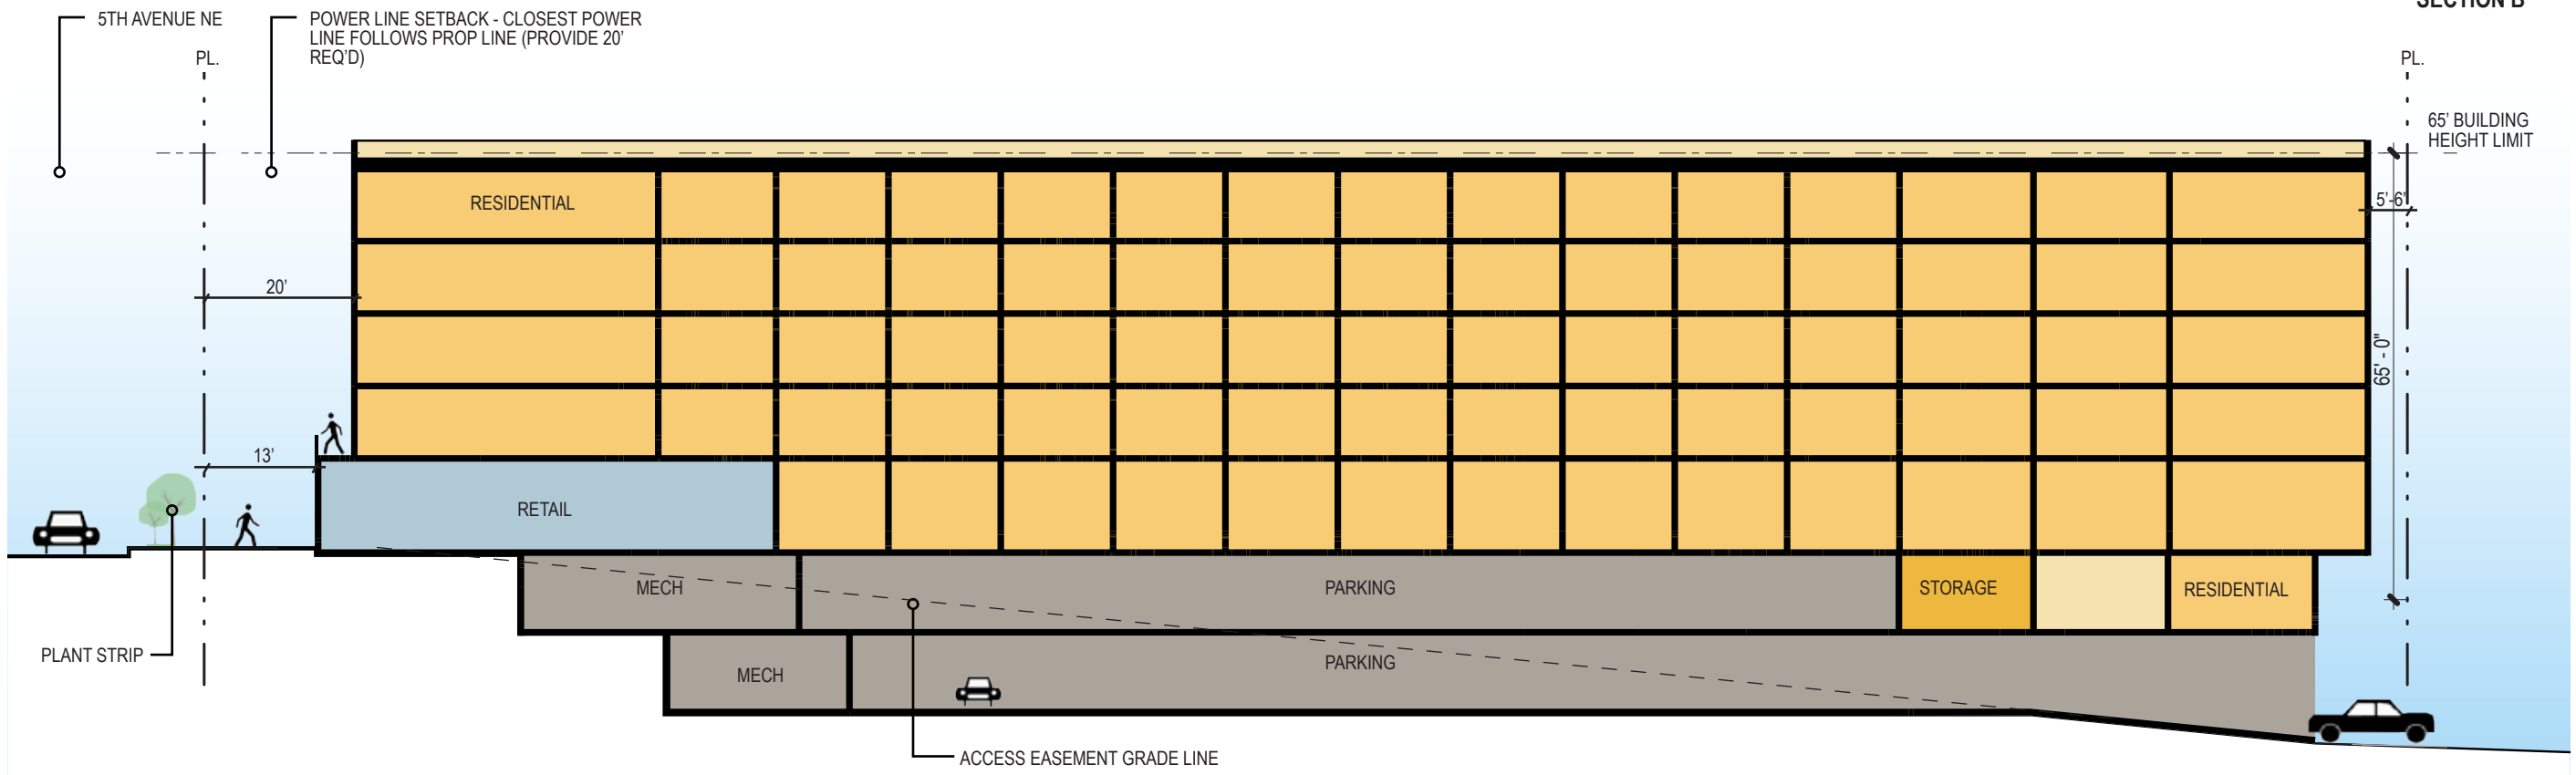 SECTION B
5TH AVENUE NE
POWER LINE SETBACK - CLOSEST POWER
LINE FOLLOWS PROP LINE (PROVIDE 20'
REQ'D)
PL.
PL.
65' BUILDING
HEIGHT LIMIT
RESIDENTIAL
5'-6'
20'
65' - 0"
13'
RETAIL
MECH
PARKING
STORAGE
RESIDENTIAL
PLANT STRIP
MECH
PARKING
ACCESS EASEMENT GRADE LINE